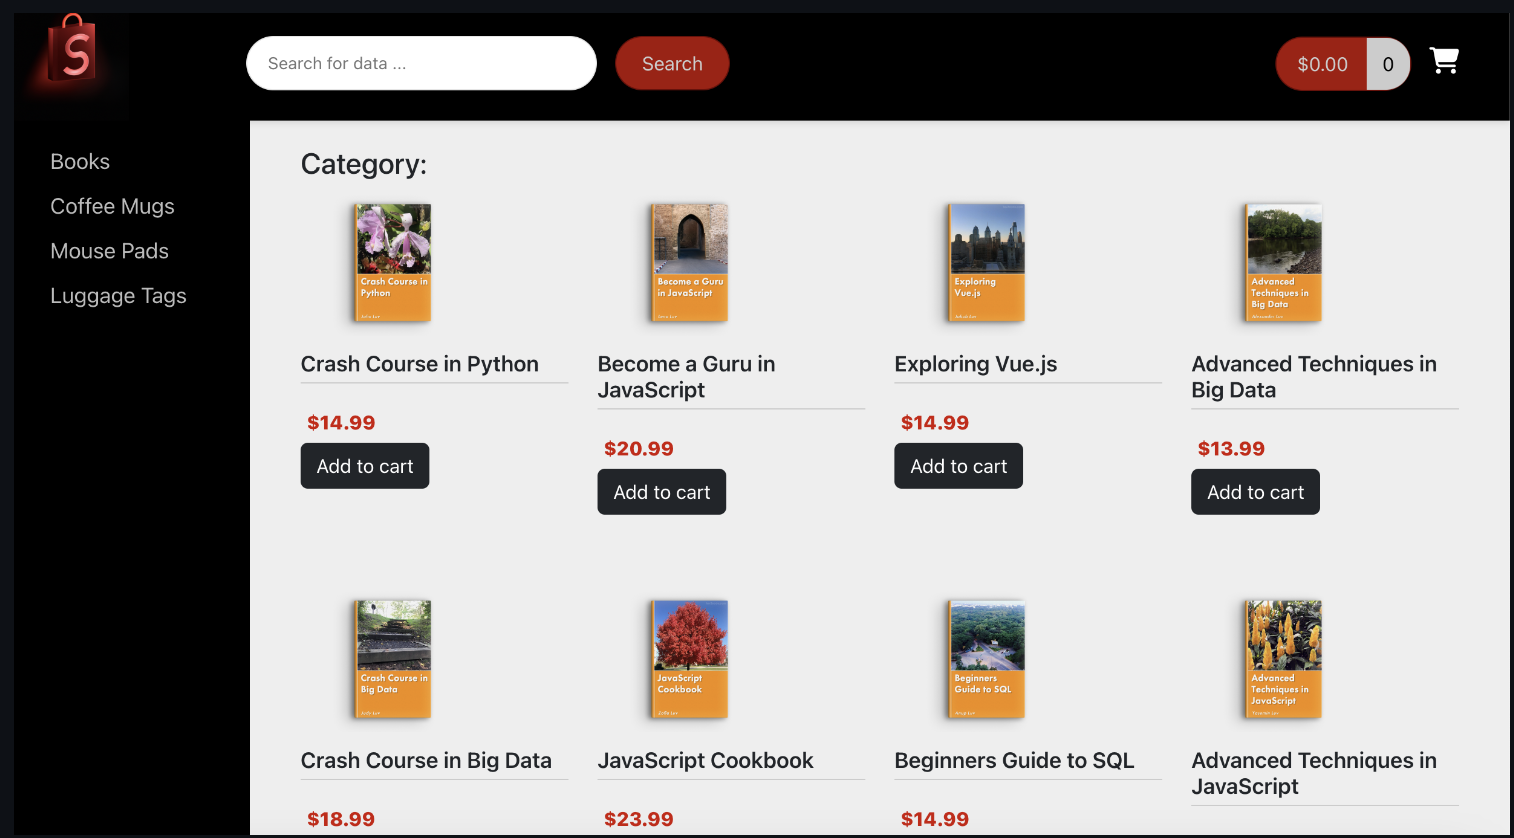 S
Search for data ...
Search
$0.00
0
Books
Coffee Mugs
Mouse Pads
Luggage Tags
Category:
Crash Course in
Python
Become a Guru
in JavaScript
Exploring
Vue.js
Advanced
Techniques in
Big Data
Crash Course in Python
Become a Guru in
JavaScript
Exploring Vue.js
Advanced Techniques in
Big Data
$14.99
$20.99
$14.99
$13.99
Add to cart
Add to cart
Add to cart
Add to cart
Crash Course in
Big Data
JavaScript
Cookbook
Beginners
Guide to SQL
Advanced
Techniques in
JavaScript
Crash Course in Big Data
JavaScript Cookbook
Beginners Guide to SQL
Advanced Techniques in
JavaScript
$18.99
$23.99
$14.99